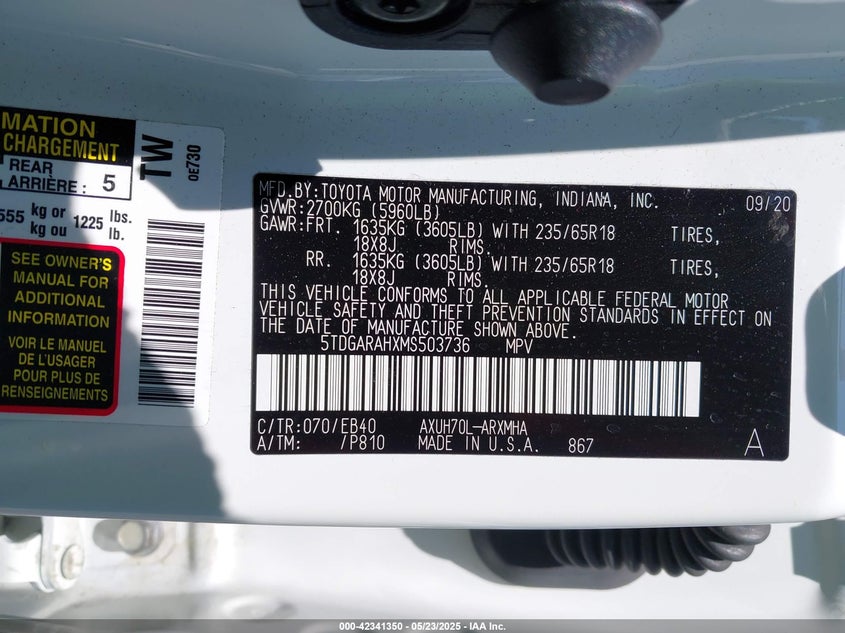 MATION
CHARGEMENT
REAR
ARRIÈRE : 5
555 kg or 1225 lbs.
kg ou lb.
SEE OWNER'S
MANUAL FOR
ADDITIONAL
INFORMATION
VOIR LE MANUEL
DE L'USAGER
POUR PLUS DE
RENSEIGNEMENTS
TW
0E730
MFD.BY:TOYOTA MOTOR MANUFACTURING, INDIANA, INC. 09/20
GVWR:2700KG (5960LB)
GAWR:FRT. 1635KG (3605LB) WITH 235/65R18 TIRES,
18X8J RIMS.
RR. 1635KG (3605LB) WITH 235/65R18 TIRES,
18X8J RIMS.
THIS VEHICLE CONFORMS TO ALL APPLICABLE FEDERAL MOTOR
VEHICLE SAFETY AND THEFT PREVENTION STANDARDS IN EFFECT ON
THE DATE OF MANUFACTURE SHOWN ABOVE.
5TDGARAHXMS503736 MPV
C/TR:070/EB40 AXUH70L-ARXMHA
A/TM: /P810 MADE IN U.S.A. 867 A
000-42341350 - 05/23/2025 - IAA Inc.